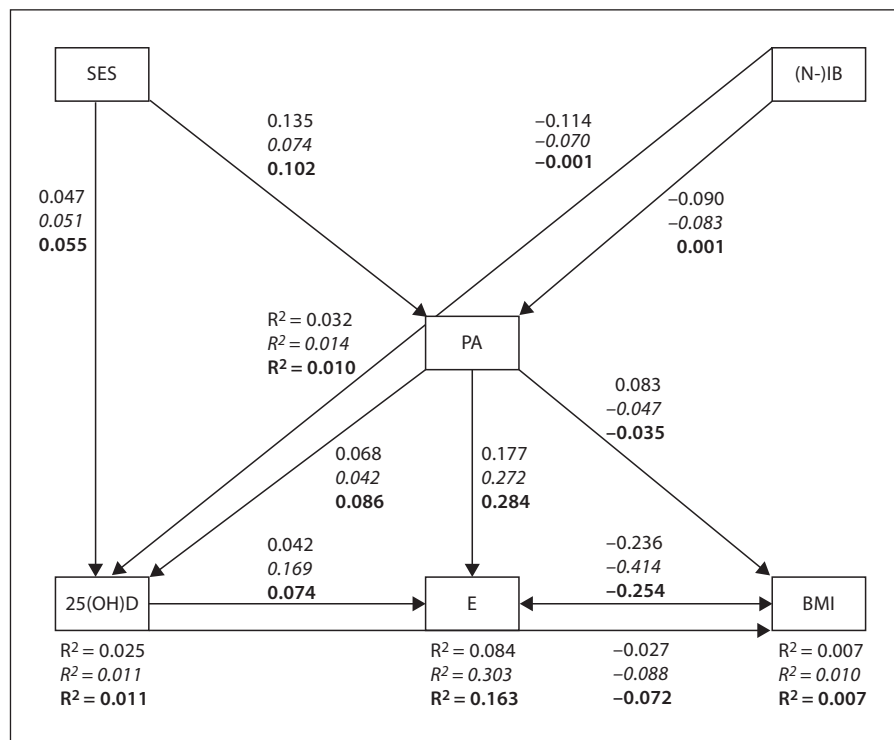 SES
(N-)IB
0.135
0.074
0.102
–0.114
–0.070
–0.001
0.047
0.051
0.055
–0.090
–0.083
0.001
R² = 0.032
R² = 0.014
R² = 0.010
PA
0.083
–0.047
–0.035
0.068
0.042
0.086
0.177
0.272
0.284
0.042
0.169
0.074
–0.236
–0.414
–0.254
25(OH)D
E
BMI
R² = 0.025
R² = 0.011
R² = 0.011
R² = 0.084
R² = 0.303
R² = 0.163
–0.027
–0.088
–0.072
R² = 0.007
R² = 0.010
R² = 0.007